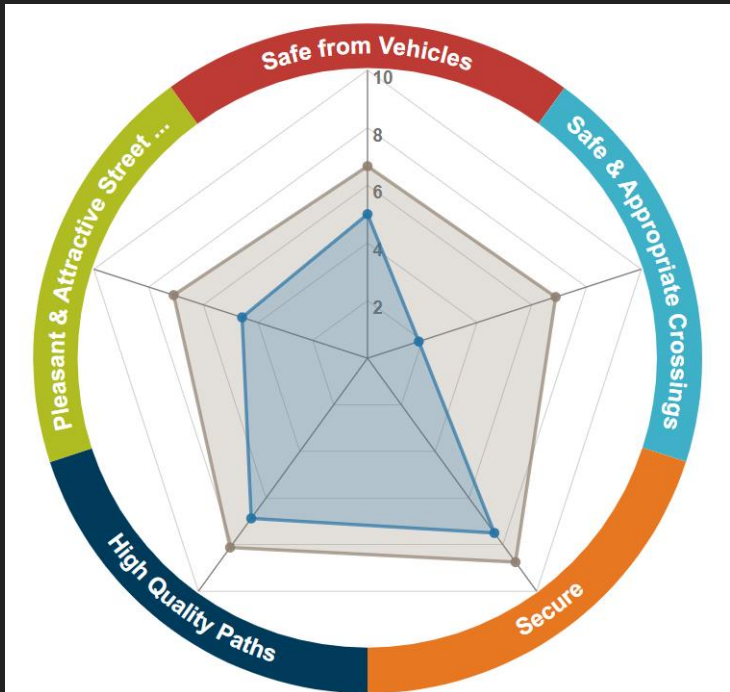 Safe from Vehicles
Safe & Appropriate Crossings
Secure
High Quality Paths
Pleasant & Attractive Street ...
10
8
6
4
2